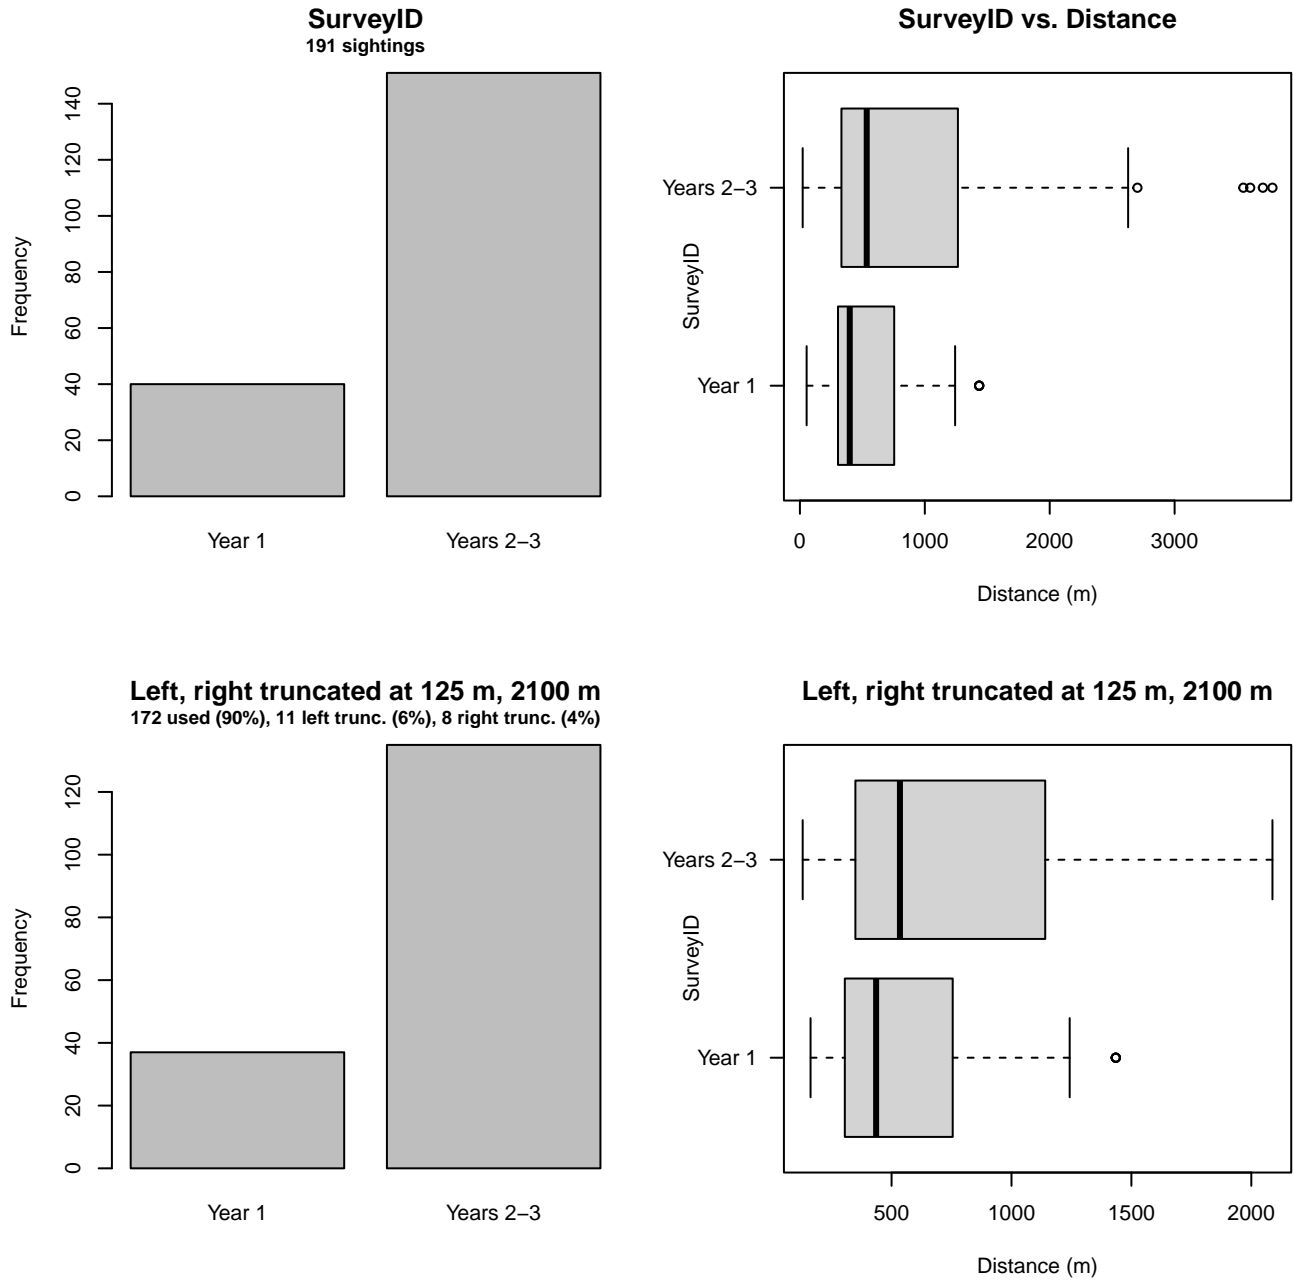 SurveyID
191 sightings
Frequency
0 20 40 60 80 100 120 140
Year 1 Years 2−3
SurveyID vs. Distance
SurveyID
Years 2−3
Year 1
0 1000 2000 3000
Distance (m)
Left, right truncated at 125 m, 2100 m
172 used (90%), 11 left trunc. (6%), 8 right trunc. (4%)
Frequency
0 20 40 60 80 100 120
Year 1 Years 2−3
Left, right truncated at 125 m, 2100 m
SurveyID
Years 2−3
Year 1
500 1000 1500 2000
Distance (m)